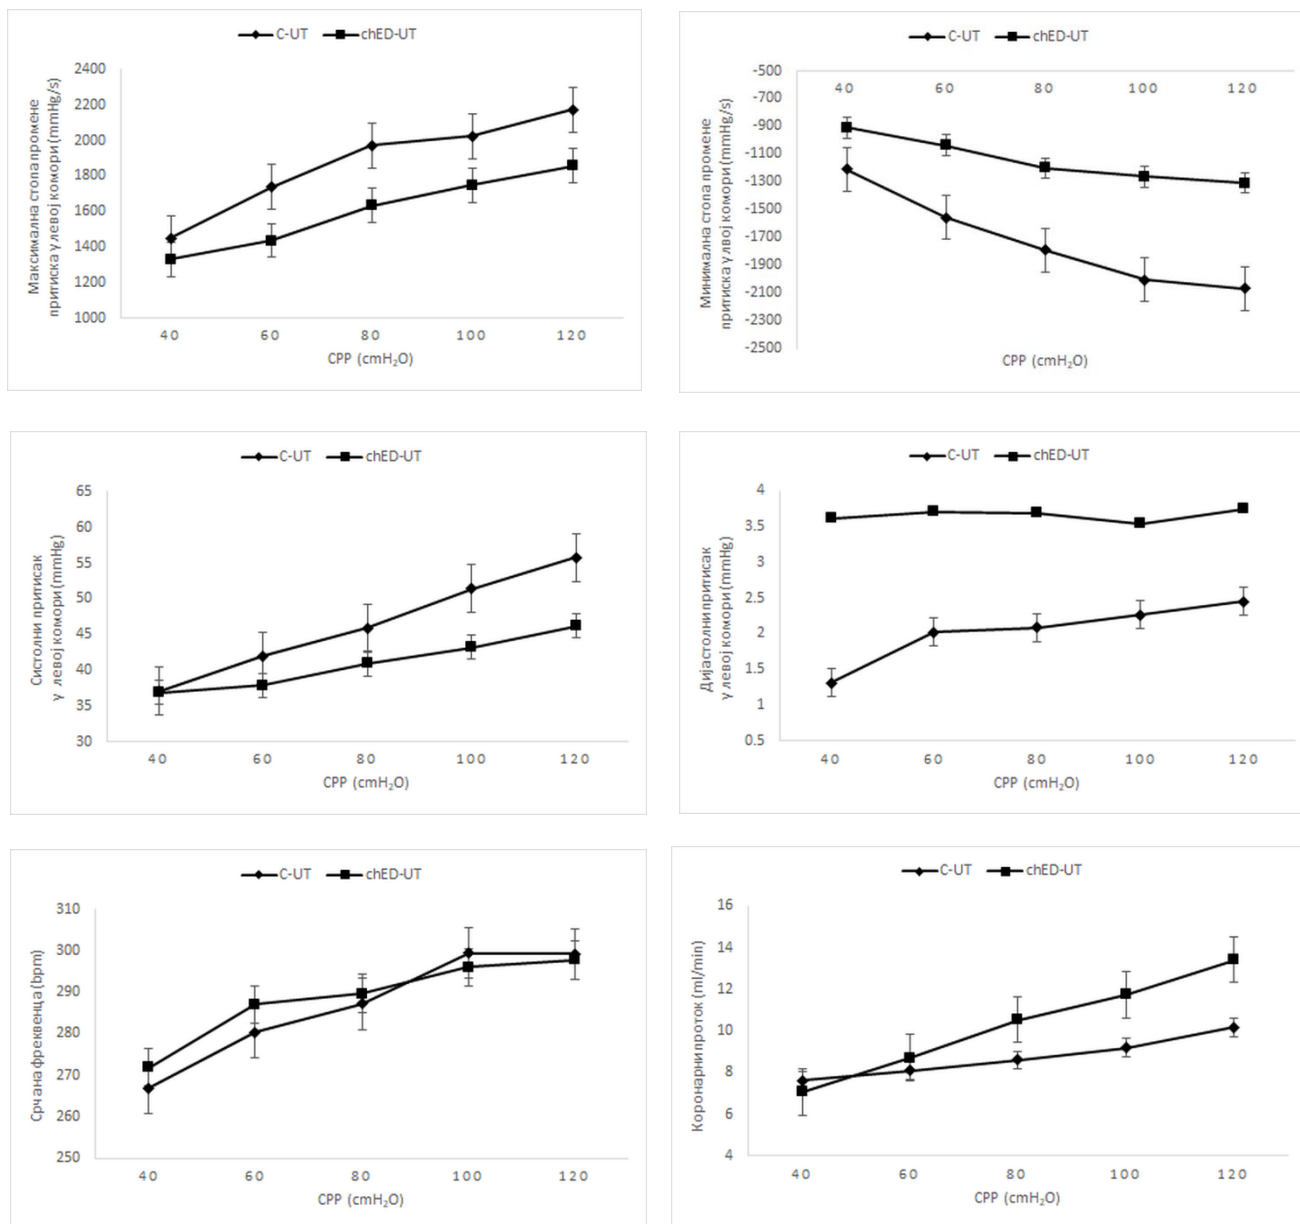 C-UT chED-UT
Максимална стопа промене
притиска у левој комори (mmHg/s)
2400
2200
2000
1800
1600
1400
1200
1000
40 60 80 100 120
CPP (cmH₂O)
C-UT chED-UT
Минимална стопа промене
притиска у лвој комори (mmHg/s)
-500
-700
-900
-1100
-1300
-1500
-1700
-1900
-2100
-2300
-2500
40 60 80 100 120
CPP (cmH₂O)
C-UT chED-UT
Систолни притисак
у левој комори (mmHg)
65
60
55
50
45
40
35
30
40 60 80 100 120
CPP (cmH₂O)
C-UT chED-UT
Дијастолни притисак
у левој комори (mmHg)
4
3.5
3
2.5
2
1.5
1
0.5
40 60 80 100 120
CPP (cmH₂O)
C-UT chED-UT
Срчана фреквенца (bpm)
310
300
290
280
270
260
250
40 60 80 100 120
CPP (cmH₂O)
C-UT chED-UT
Коронарни проток (ml/min)
16
14
12
10
8
6
4
40 60 80 100 120
CPP (cmH₂O)